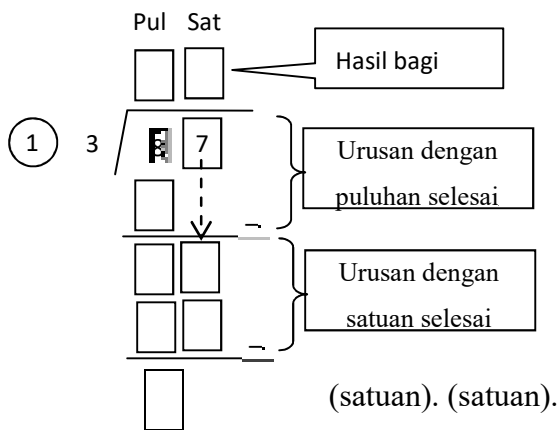 Pul Sat
Hasil bagi
1 3 7
Urusan dengan
puluhan selesai
Urusan dengan
satuan selesai
(satuan). (satuan).